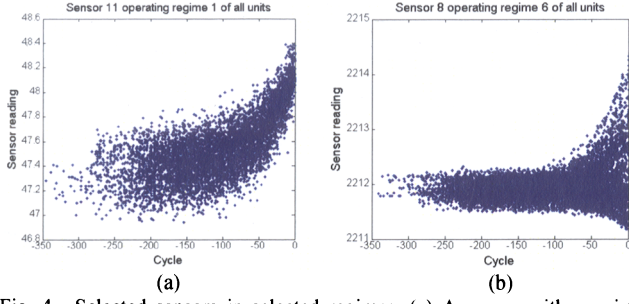 Sensor 11 operating regime 1 of all units
48.6
48.4
48.2
48
47.8
47.6
47.4
47.2
47
46.8
Sensor reading
-350 -300 -250 -200 -150 -100 -50 0
Cycle
(a)
Sensor 8 operating regime 6 of all units
2215
2214
2213
2212
2211
Sensor reading
-350 -300 -250 -200 -150 -100 -50 0
Cycle
(b)
Fig. 4. Selected sensors in selected regimes. (a) A sensor with